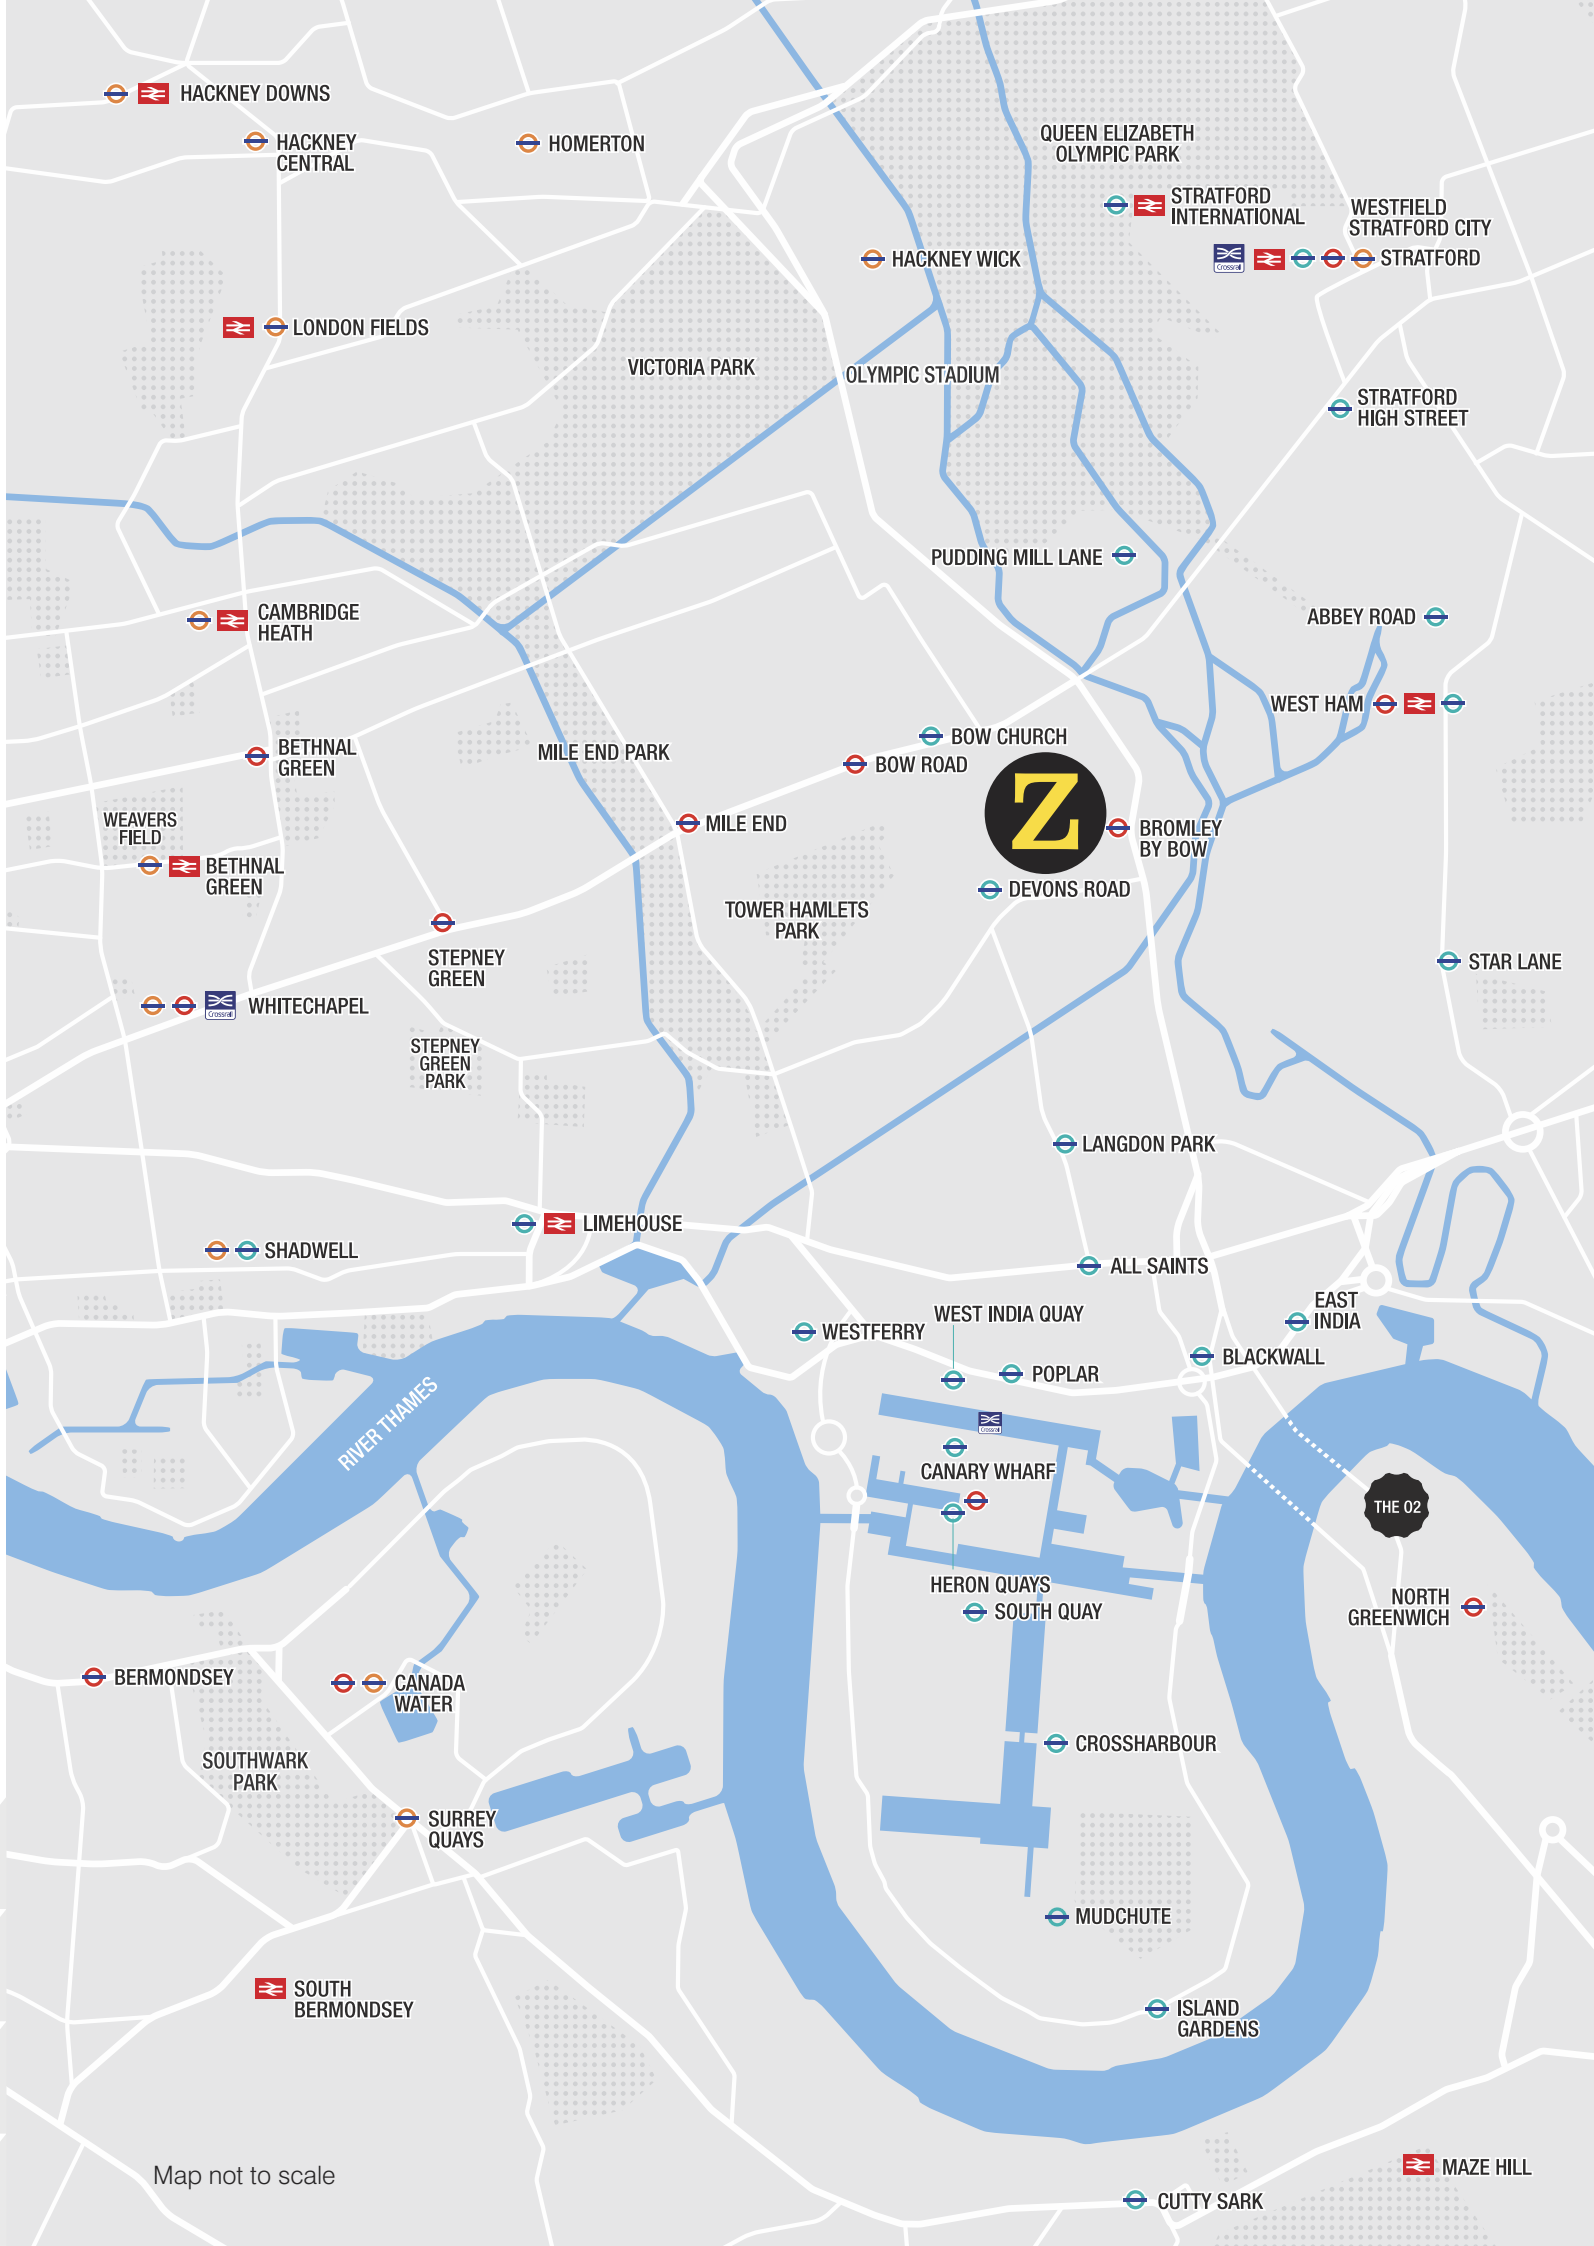 HACKNEY DOWNS
HACKNEY
CENTRAL
HOMERTON
QUEEN ELIZABETH
OLYMPIC PARK
STRATFORD
INTERNATIONAL
WESTFIELD
STRATFORD CITY
HACKNEY WICK
Crossrail
STRATFORD
LONDON FIELDS
VICTORIA PARK
OLYMPIC STADIUM
STRATFORD
HIGH STREET
PUDDING MILL LANE
CAMBRIDGE
HEATH
ABBEY ROAD
WEST HAM
BOW CHURCH
BETHNAL
GREEN
MILE END PARK
BOW ROAD
Z
WEAVERS
FIELD
MILE END
BROMLEY
BY BOW
BETHNAL
GREEN
DEVONS ROAD
TOWER HAMLETS
PARK
STEPNEY
GREEN
STAR LANE
Crossrail
WHITECHAPEL
STEPNEY
GREEN
PARK
LANGDON PARK
LIMEHOUSE
SHADWELL
ALL SAINTS
WEST INDIA QUAY
EAST
INDIA
WESTFERRY
BLACKWALL
POPLAR
RIVER THAMES
Crossrail
CANARY WHARF
THE O2
HERON QUAYS
SOUTH QUAY
NORTH
GREENWICH
BERMONDSEY
CANADA
WATER
CROSSHARBOUR
SOUTHWARK
PARK
SURREY
QUAYS
MUDCHUTE
SOUTH
BERMONDSEY
ISLAND
GARDENS
Map not to scale
MAZE HILL
CUTTY SARK